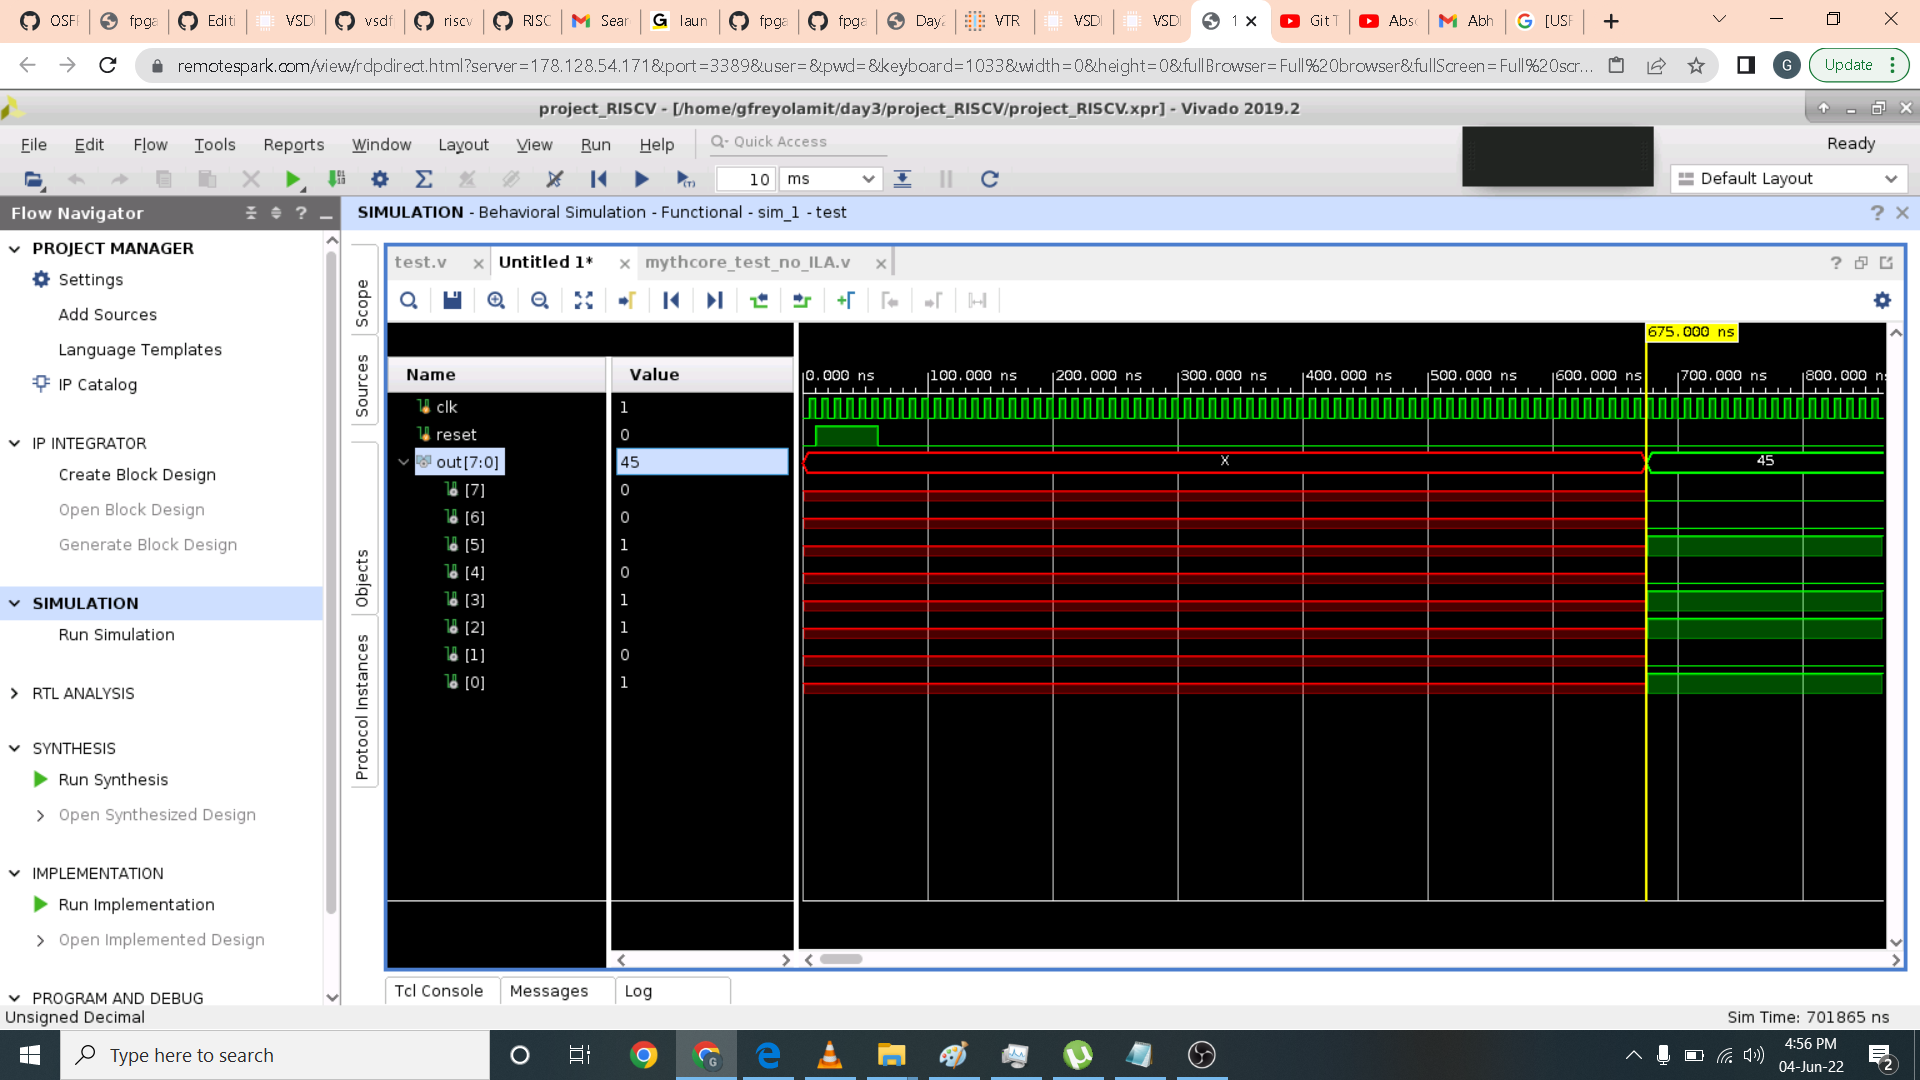 OSF
fpga
Editi
VSDI
vsdf
riscv
RISC
Sear
laun
fpga
fpga
Day2
VTR
VSDI
VSDI
1
Git T
Abso
Abh
[USF
remotespark.com/view/rdpdirect.html?server=178.128.54.171&port=3389&user=&pwd=&keyboard=1033&width=0&height=0&fullBrowser=Full%20browser&fullScreen=Full%20scr...
G
Update
project_RISCV - [/home/gfreyolamit/day3/project_RISCV/project_RISCV.xpr] - Vivado 2019.2
File Edit Flow Tools Reports Window Layout View Run Help
Quick Access
Ready
10 ms
Default Layout
Flow Navigator
SIMULATION - Behavioral Simulation - Functional - sim_1 - test
PROJECT MANAGER
Settings
Add Sources
Language Templates
IP Catalog
IP INTEGRATOR
Create Block Design
Open Block Design
Generate Block Design
SIMULATION
Run Simulation
RTL ANALYSIS
SYNTHESIS
Run Synthesis
Open Synthesized Design
IMPLEMENTATION
Run Implementation
Open Implemented Design
PROGRAM AND DEBUG
Scope
Sources
Objects
Protocol Instances
test.v
Untitled 1*
mythcore_test_no_ILA.v
675.000 ns
Name Value
0.000 ns 100.000 ns 200.000 ns 300.000 ns 400.000 ns 500.000 ns 600.000 ns 700.000 ns 800.000 n
clk 1
reset 0
out[7:0] 45 X 45
[7] 0
[6] 0
[5] 1
[4] 0
[3] 1
[2] 1
[1] 0
[0] 1
Tcl Console Messages Log
Unsigned Decimal
Sim Time: 701865 ns
Type here to search
4:56 PM
04-Jun-22
2